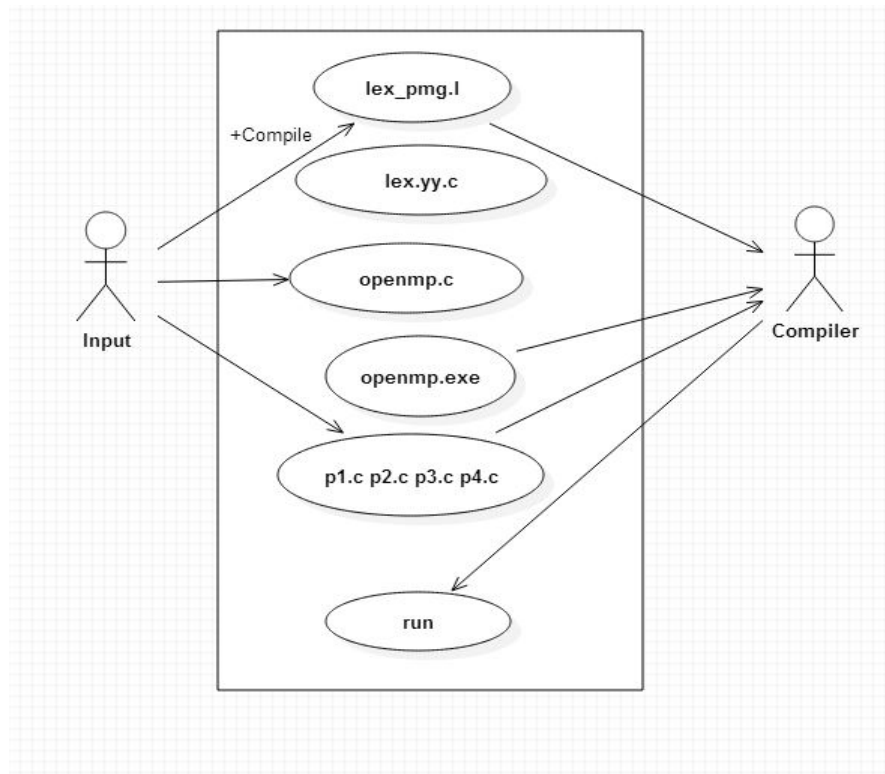 lex_pmg.l
+Compile
lex.yy.c
openmp.c
Input
Compiler
openmp.exe
p1.c p2.c p3.c p4.c
run